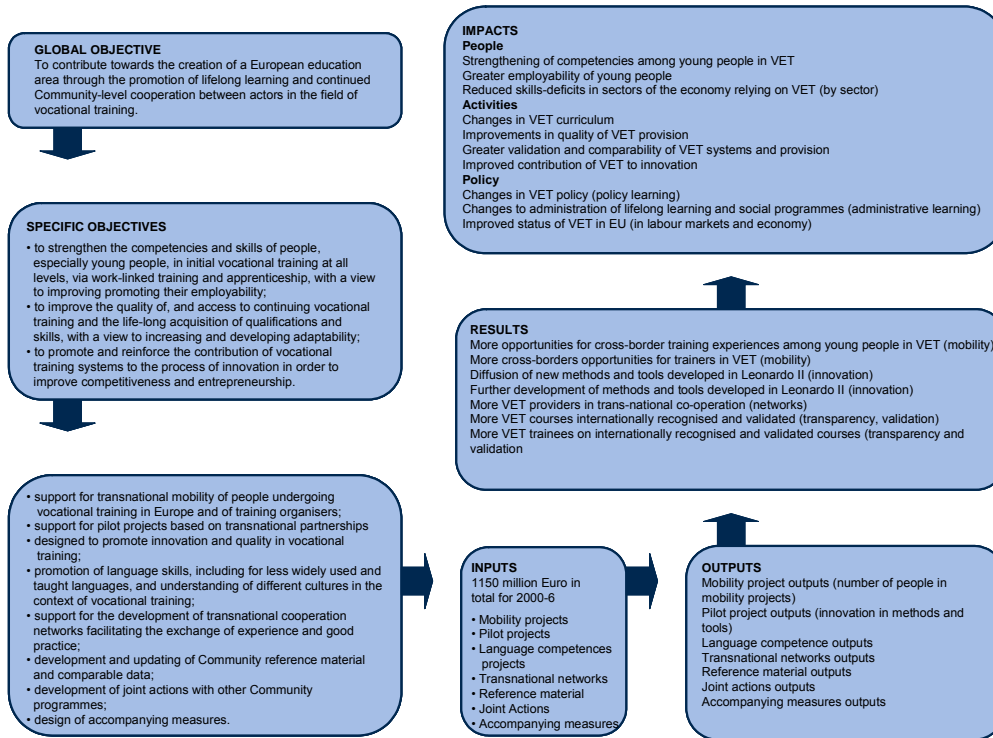 GLOBAL OBJECTIVE
To contribute towards the creation of a European education
area through the promotion of lifelong learning and continued
Community-level cooperation between actors in the field of
vocational training.
SPECIFIC OBJECTIVES
• to strengthen the competencies and skills of people,
especially young people, in initial vocational training at all
levels, via work-linked training and apprenticeship, with a view
to improving promoting their employability;
• to improve the quality of, and access to continuing vocational
training and the life-long acquisition of qualifications and
skills, with a view to increasing and developing adaptability;
• to promote and reinforce the contribution of vocational
training systems to the process of innovation in order to
improve competitiveness and entrepreneurship.
• support for transnational mobility of people undergoing
vocational training in Europe and of training organisers;
• support for pilot projects based on transnational partnerships
• designed to promote innovation and quality in vocational
training;
• promotion of language skills, including for less widely used and
taught languages, and understanding of different cultures in the
context of vocational training;
• support for the development of transnational cooperation
networks facilitating the exchange of experience and good
practice;
• development and updating of Community reference material
and comparable data;
• development of joint actions with other Community
programmes;
• design of accompanying measures.
INPUTS
1150 million Euro in
total for 2000-6
• Mobility projects
• Pilot projects
• Language competences
projects
• Transnational networks
• Reference material
• Joint Actions
• Accompanying measures
OUTPUTS
Mobility project outputs (number of people in
mobility projects)
Pilot project outputs (innovation in methods and
tools)
Language competence outputs
Transnational networks outputs
Reference material outputs
Joint actions outputs
Accompanying measures outputs
RESULTS
More opportunities for cross-border training experiences among young people in VET (mobility)
More cross-borders opportunities for trainers in VET (mobility)
Diffusion of new methods and tools developed in Leonardo II (innovation)
Further development of methods and tools developed in Leonardo II (innovation)
More VET providers in trans-national co-operation (networks)
More VET courses internationally recognised and validated (transparency, validation)
More VET trainees on internationally recognised and validated courses (transparency and
validation
IMPACTS
People
Strengthening of competencies among young people in VET
Greater employability of young people
Reduced skills-deficits in sectors of the economy relying on VET (by sector)
Activities
Changes in VET curriculum
Improvements in quality of VET provision
Greater validation and comparability of VET systems and provision
Improved contribution of VET to innovation
Policy
Changes in VET policy (policy learning)
Changes to administration of lifelong learning and social programmes (administrative learning)
Improved status of VET in EU (in labour markets and economy)